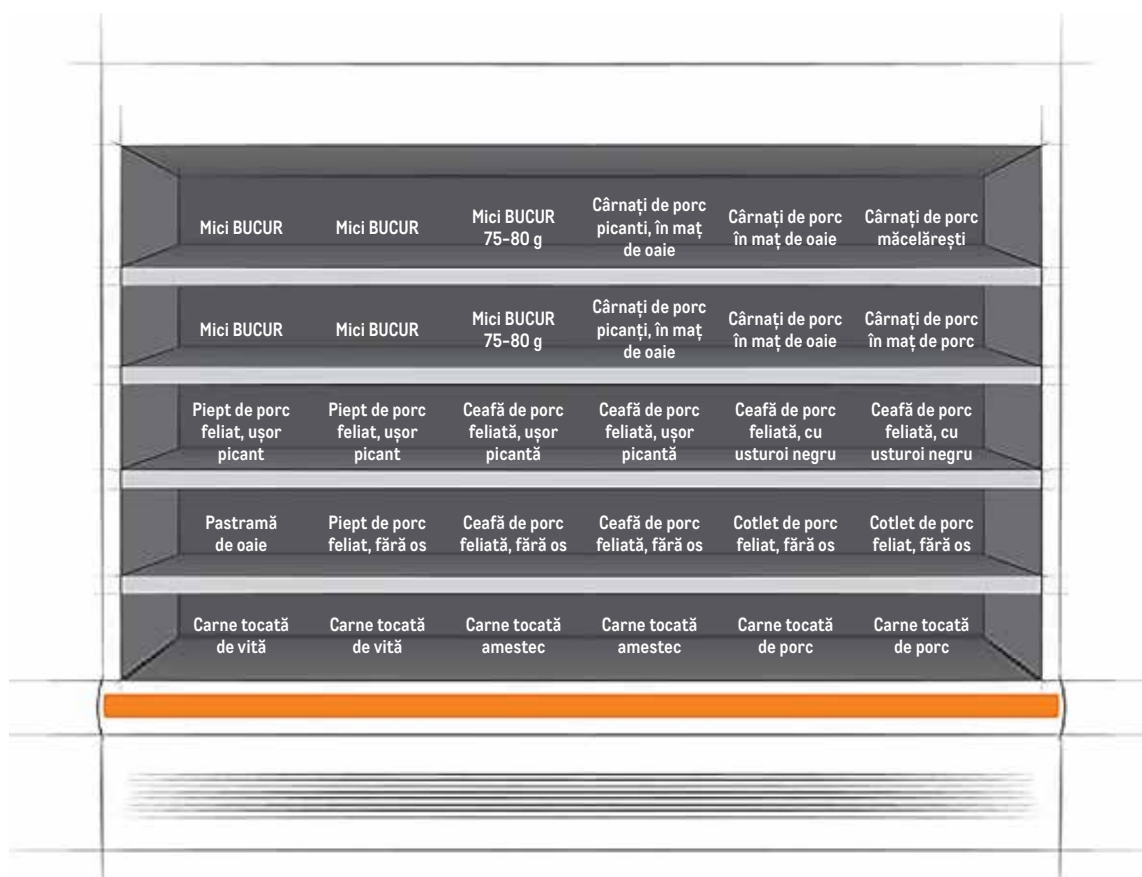 Mici BUCUR
Mici BUCUR
Mici BUCUR
75-80 g
Cârnați de porc
picanti, în maț
de oaie
Cârnați de porc
în maț de oaie
Cârnați de porc
măcelărești
Mici BUCUR
Mici BUCUR
Mici BUCUR
75-80 g
Cârnați de porc
picanți, în maț
de oaie
Cârnați de porc
în maț de oaie
Cârnați de porc
în maț de porc
Piept de porc
feliat, ușor
picant
Piept de porc
feliat, ușor
picant
Ceafă de porc
feliată, ușor
picantă
Ceafă de porc
feliată, ușor
picantă
Ceafă de porc
feliată, cu
usturoi negru
Ceafă de porc
feliată, cu
usturoi negru
Pastramă
de oaie
Piept de porc
feliat, fără os
Ceafă de porc
feliată, fără os
Ceafă de porc
feliată, fără os
Cotlet de porc
feliat, fără os
Cotlet de porc
feliat, fără os
Carne tocată
de vită
Carne tocată
de vită
Carne tocată
amestec
Carne tocată
amestec
Carne tocată
de porc
Carne tocată
de porc